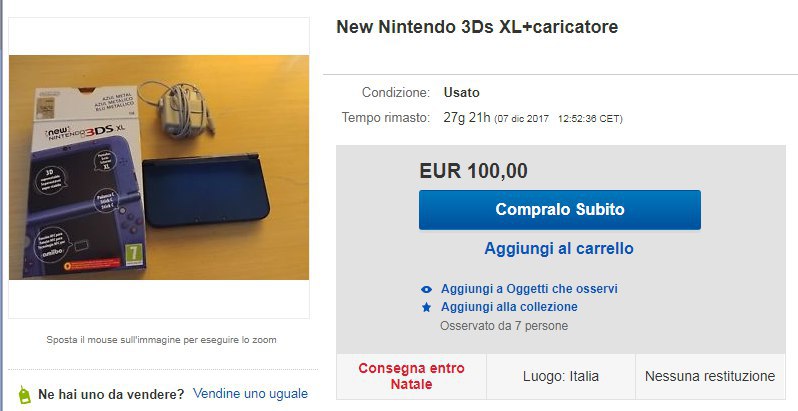 New Nintendo 3Ds XL+caricatore
Condizione: Usato
Tempo rimasto: 27g 21h (07 dic 2017 12:52:36 CET)
EUR 100,00
Compralo Subito
Aggiungi al carrello
Aggiungi a Oggetti che osservi
Aggiungi alla collezione
Osservato da 7 persone
Consegna entro
Natale
Luogo: Italia
Nessuna restituzione
AZUL METAL
AZUL METÁLICO
BLU METALLICO
new
NINTENDO 3DS XL
3D
XL
amiibo
7
Sposta il mouse sull'immagine per eseguire lo zoom
Ne hai uno da vendere? Vendine uno uguale